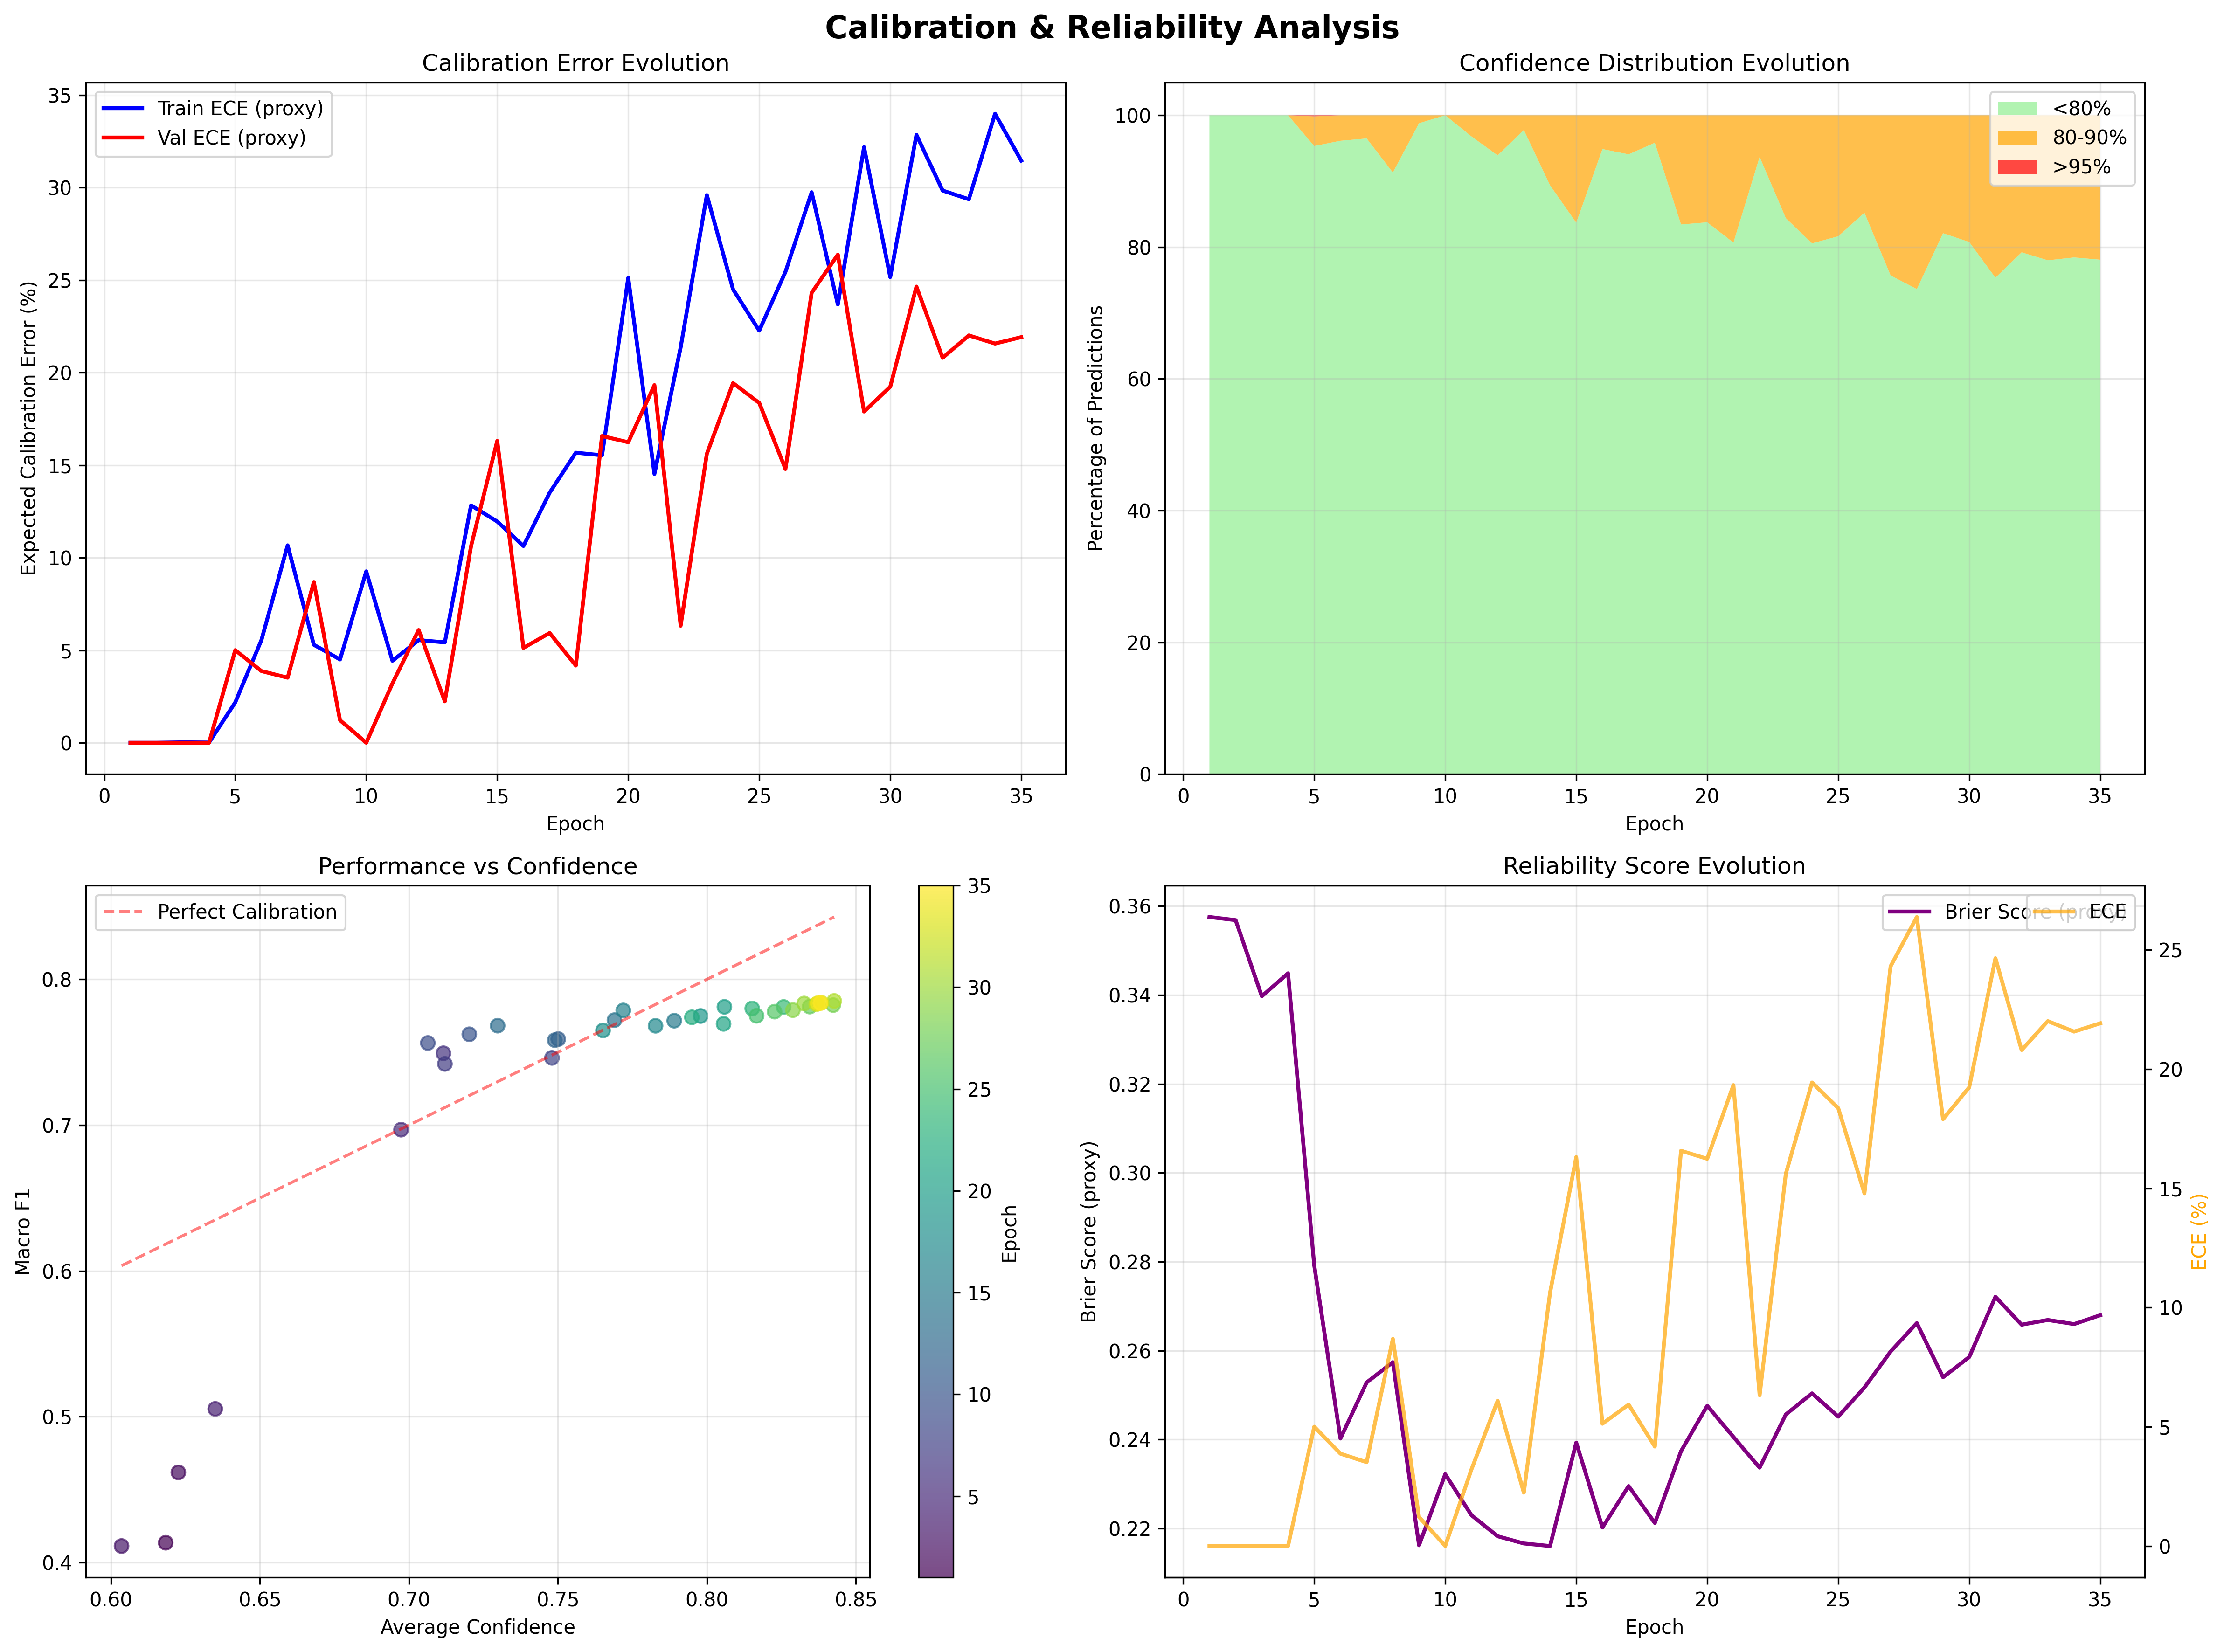 Calibration & Reliability Analysis
Calibration Error Evolution
Train ECE (proxy)
Val ECE (proxy)
Expected Calibration Error (%)
35
30
25
20
15
10
5
0
0 5 10 15 20 25 30 35
Epoch
Confidence Distribution Evolution
<80%
80-90%
>95%
Percentage of Predictions
100
80
60
40
20
0
0 5 10 15 20 25 30 35
Epoch
Performance vs Confidence
Perfect Calibration
Macro F1
0.8
0.7
0.6
0.5
0.4
0.60 0.65 0.70 0.75 0.80 0.85
Average Confidence
35
30
25
20
15
10
5
Epoch
Reliability Score Evolution
Brier Score (proxy)
ECE
Brier Score (proxy)
0.36
0.34
0.32
0.30
0.28
0.26
0.24
0.22
0 5 10 15 20 25 30 35
Epoch
25
20
15
10
5
0
ECE (%)